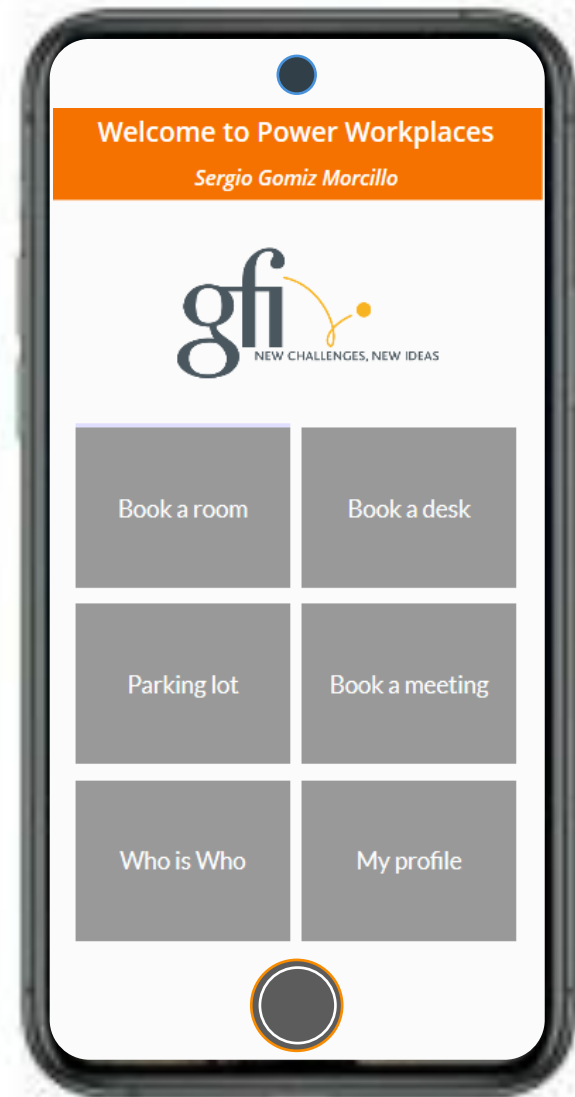 Welcome to Power Workplaces
Sergio Gomiz Morcillo
gfi
NEW CHALLENGES, NEW IDEAS
Book a room
Book a desk
Parking lot
Book a meeting
Who is Who
My profile